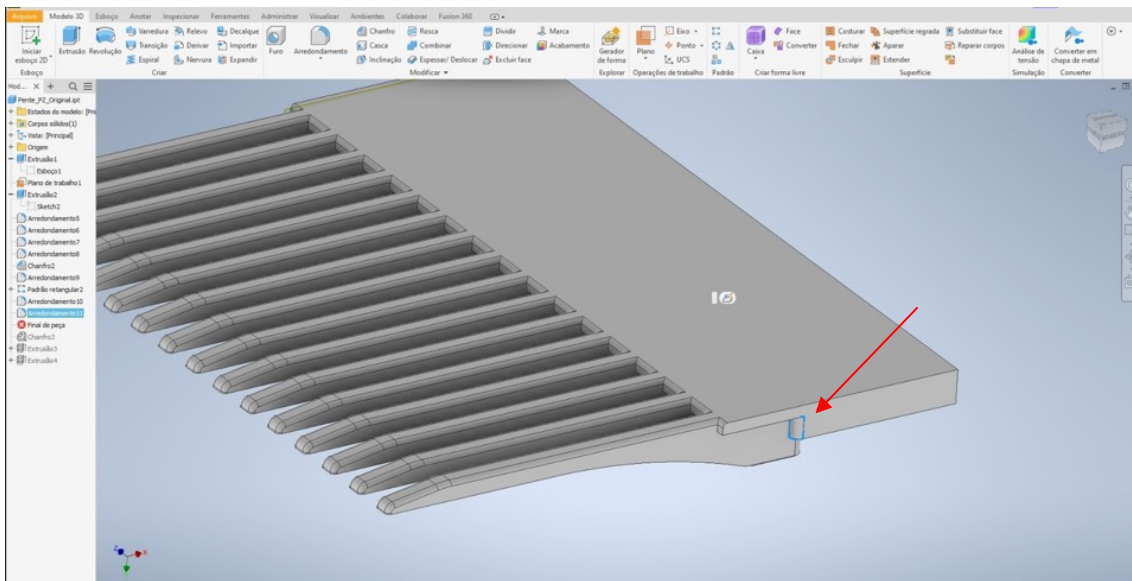 Arquivo Modelo 3D Esboço Anotar Inspecionar Ferramentas Administrar Visualizar Ambientes Colaborar Fusion 360
Varredura Relevo Decalque Chanfro Rosca Dividir Marca Eixo Face Costurar Superfície regrada Substituir face
Transição Derivar Importar Casca Combinar Direcionar Acabamento Ponto Converter Fechar Aparar Reparar corpos
Iniciar esboço 2D Extrusão Revolução Espiral Nervura Expandir Furo Arredondamento Inclinação Espessar/Deslocar Excluir face Gerador de forma Plano UCS Caixa Esculpir Estender Análise de tensão Converter em chapa de metal
Esboço Criar Modificar Explorar Operações de trabalho Padrão Criar forma livre Superfície Simulação Converter
Mod... × +
Pente_PZ_Original.ipt
Estados do modelo: [Pri
Corpos sólidos(1)
Vista: [Principal]
Origem
Extrusão1
Esboço1
Plano de trabalho1
Extrusão2
Sketch2
Arredondamento5
Arredondamento6
Arredondamento7
Arredondamento8
Chanfro2
Arredondamento9
Padrão retangular2
Arredondamento10
Arredondamento11
Final de peça
Chanfro3
Extrusão3
Extrusão4
Z X Y